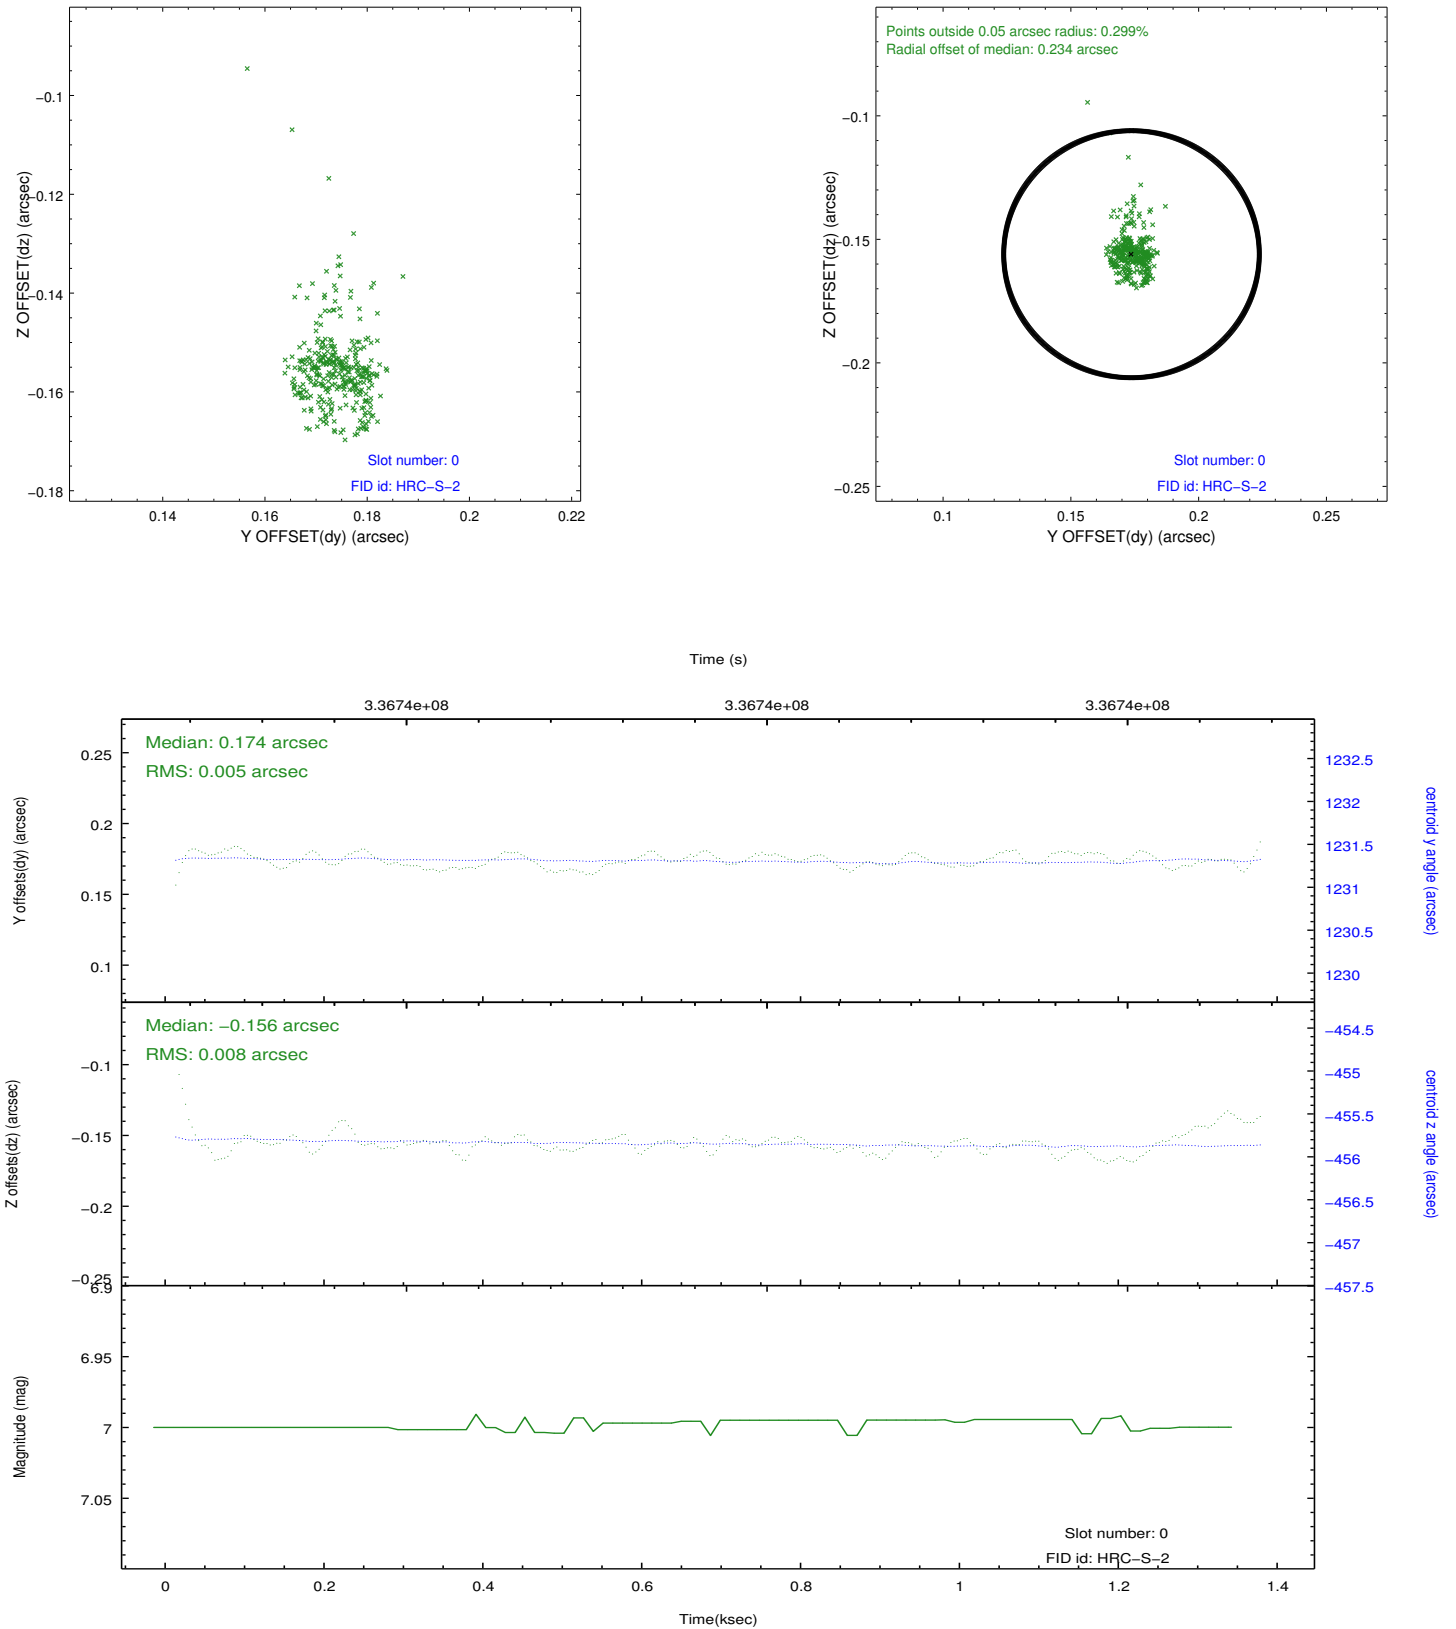 −0.1
−0.12
−0.14
−0.16
−0.18
Z OFFSET(dz) (arcsec)
Slot number: 0
FID id: HRC−S−2
0.14 0.16 0.18 0.2 0.22
Y OFFSET(dy) (arcsec)
Points outside 0.05 arcsec radius: 0.299%
Radial offset of median: 0.234 arcsec
−0.1
−0.15
−0.2
−0.25
Z OFFSET(dz) (arcsec)
Slot number: 0
FID id: HRC−S−2
0.1 0.15 0.2 0.25
Y OFFSET(dy) (arcsec)
Time (s)
3.3674e+08 3.3674e+08 3.3674e+08
Median: 0.174 arcsec
RMS: 0.005 arcsec
0.25
0.2
0.15
0.1
Y offsets(dy) (arcsec)
1232.5
1232
1231.5
1231
1230.5
1230
centroid y angle (arcsec)
Median: −0.156 arcsec
RMS: 0.008 arcsec
−0.1
−0.15
−0.2
−0.25
Z offsets(dz) (arcsec)
−454.5
−455
−455.5
−456
−456.5
−457
−457.5
centroid z angle (arcsec)
6.9
6.95
7
7.05
Magnitude (mag)
Slot number: 0
FID id: HRC−S−2
0 0.2 0.4 0.6 0.8 1 1.2 1.4
Time(ksec)